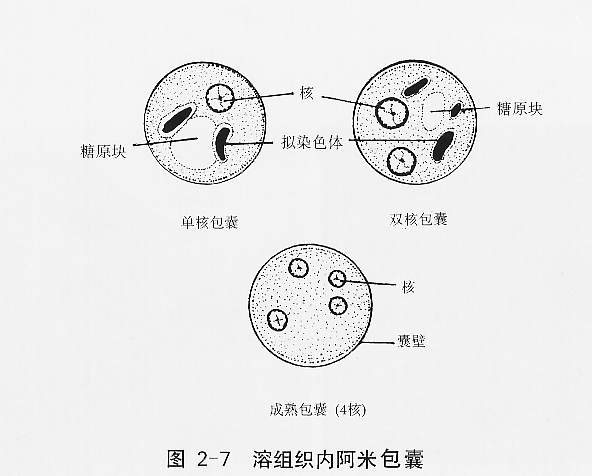 核
糖原块
糖原块
拟染色体
单核包囊
双核包囊
核
囊壁
成熟包囊 (4核)
图 2-7 溶组织内阿米包囊